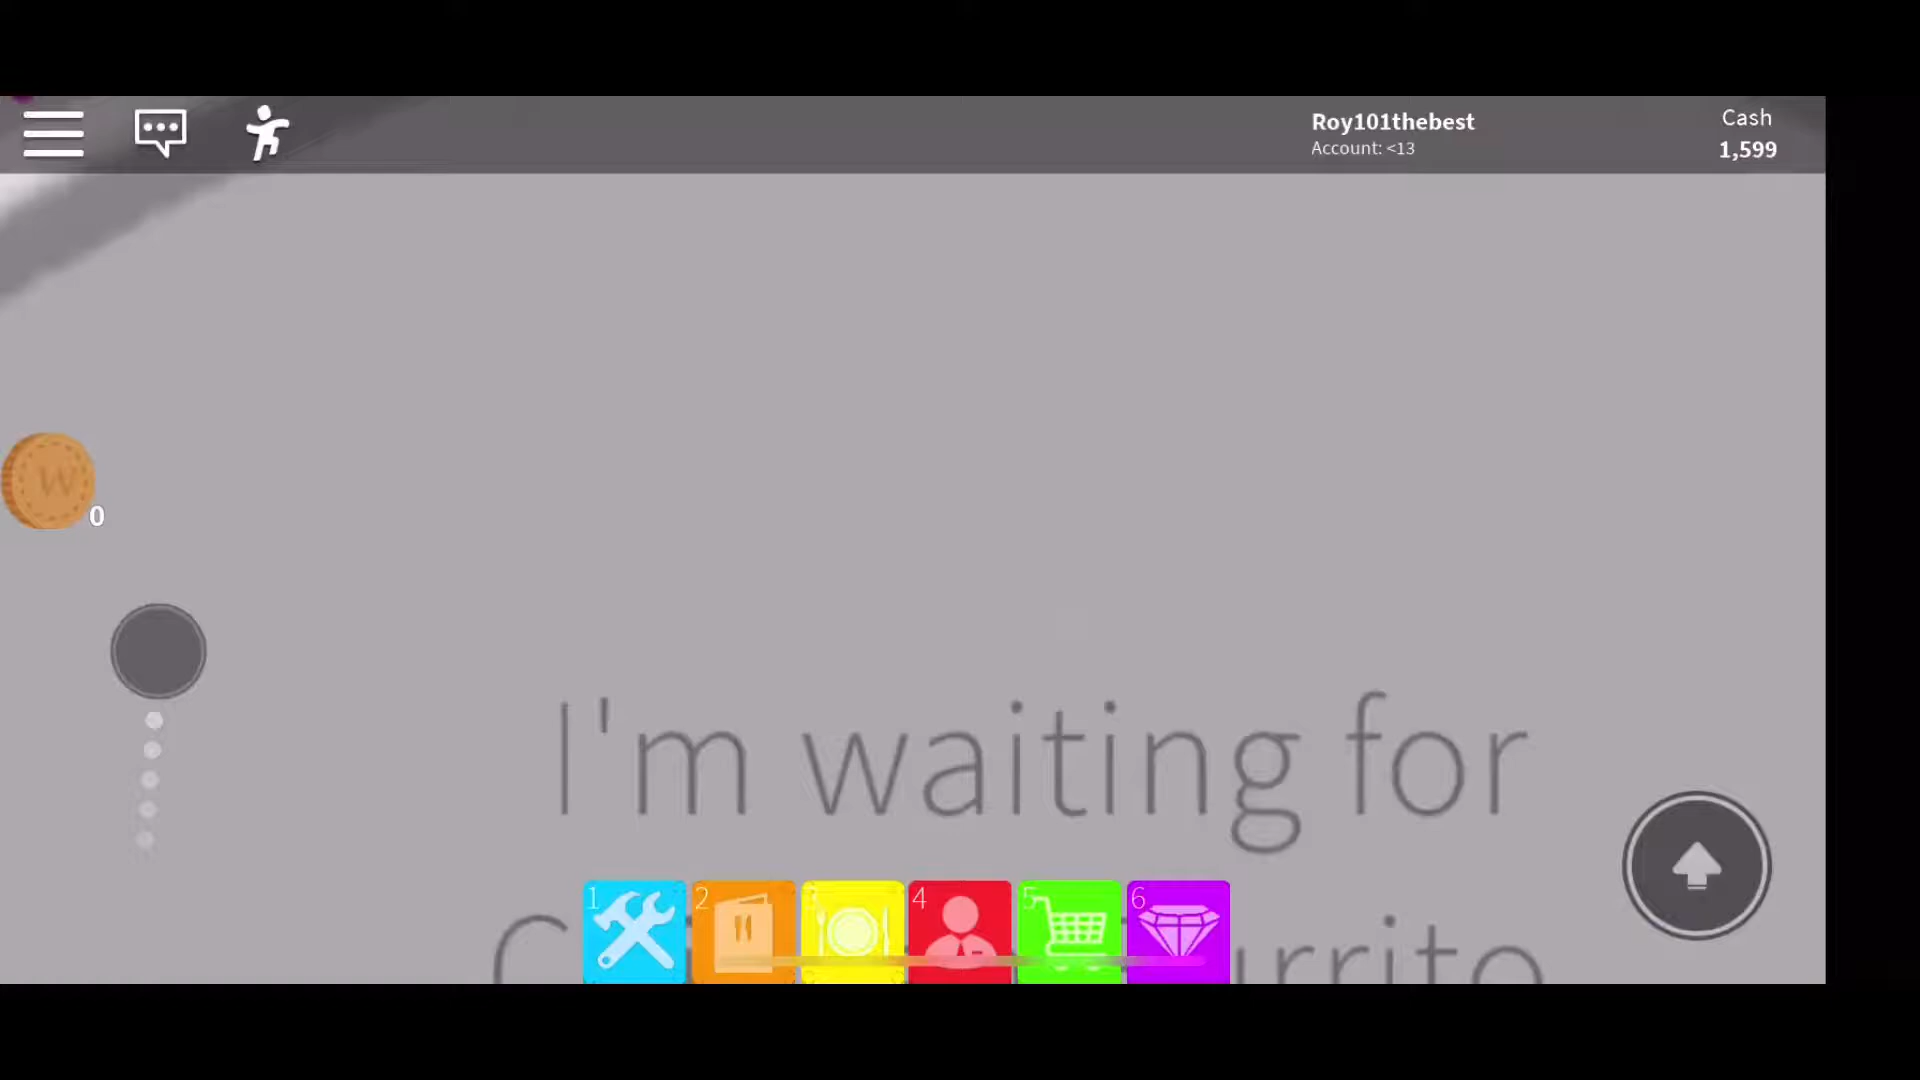 Roy101thebest
Account: <13
Cash
1,599
W
0
I'm waiting for
1
2
4
5
6